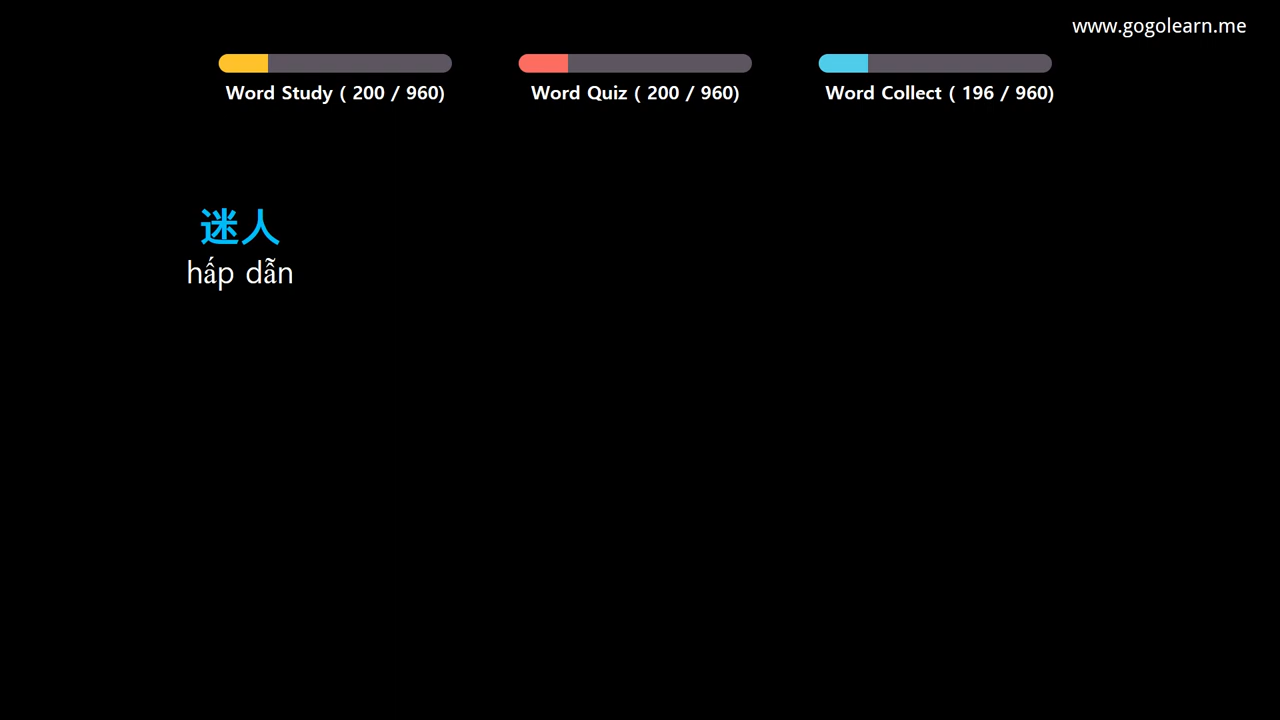 www.gogolearn.me
Word Study ( 200 / 960)
Word Quiz ( 200 / 960)
Word Collect ( 196 / 960)
迷人
hấp dẫn